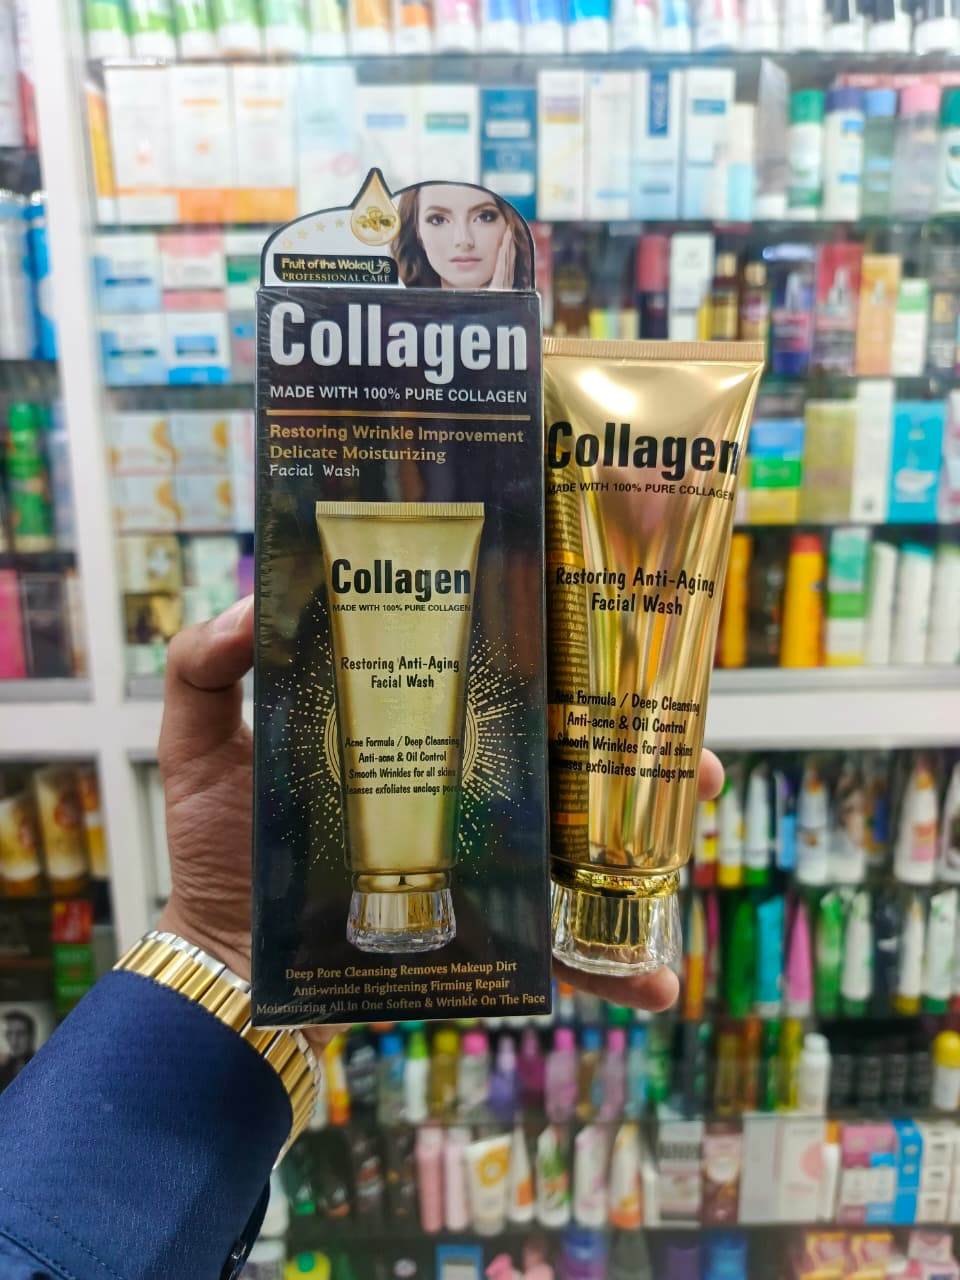 Fruit of the Wokali ®
PROFESSIONAL CARE
Collagen
MADE WITH 100% PURE COLLAGEN
Restoring Wrinkle Improvement
Delicate Moisturizing
Facial Wash
Collagen
MADE WITH 100% PURE COLLAGEN
Restoring Anti-Aging
Facial Wash
Acne Formula / Deep Cleansing
Anti-acne & Oil Control
Smooth Wrinkles for all skins
exfoliates unclogs
Deep Pore Cleansing Removes Makeup Dirt
Anti-wrinkle Brightening Firming Repair
Moisturizing All in One Soften & Wrinkle On The Face
Collagen
MADE WITH 100% PURE COLLAGEN
Restoring Anti-Aging
Facial Wash
Acne Formula / Deep Cleansing
Anti-acne & Oil Control
Smooth Wrinkles for all skins
exfoliates unclogs